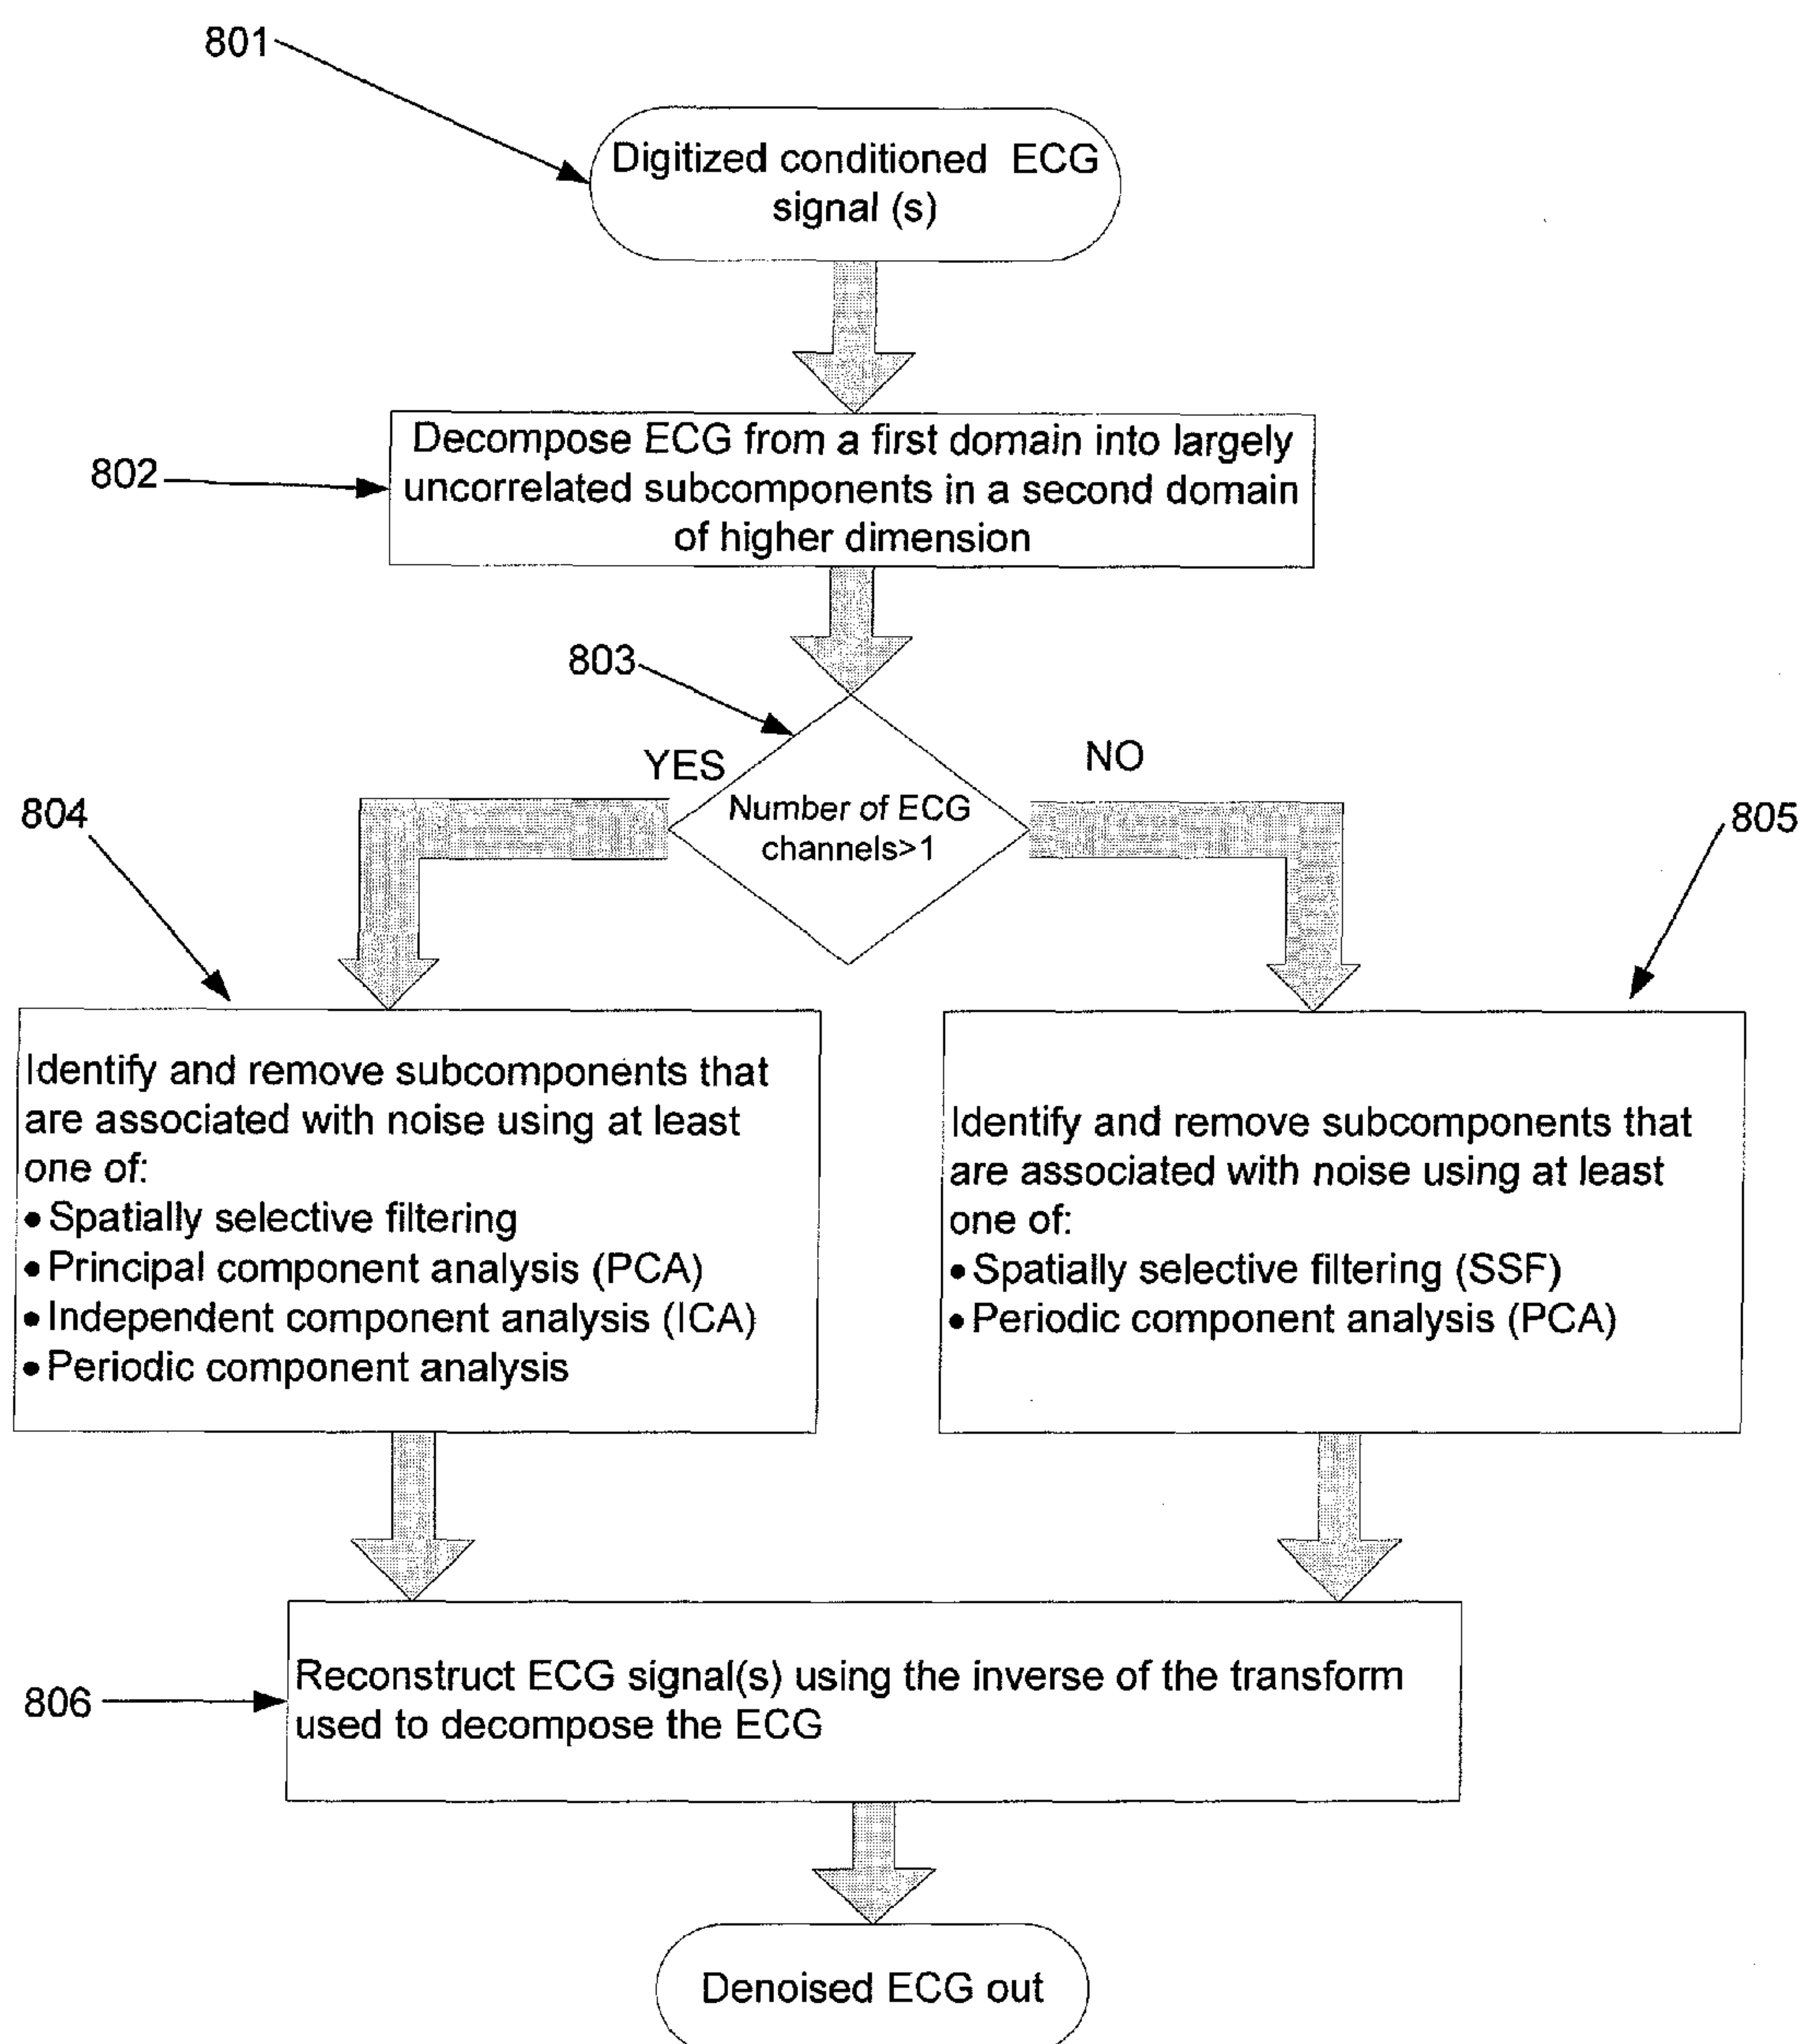 801
Digitized conditioned ECG
signal (s)
802
Decompose ECG from a first domain into largely
uncorrelated subcomponents in a second domain
of higher dimension
803
YES
NO
Number of ECG
channels>1
804
805
Identify and remove subcomponents that
are associated with noise using at least
one of:
• Spatially selective filtering
• Principal component analysis (PCA)
• Independent component analysis (ICA)
• Periodic component analysis
Identify and remove subcomponents that
are associated with noise using at least
one of:
• Spatially selective filtering (SSF)
• Periodic component analysis (PCA)
806
Reconstruct ECG signal(s) using the inverse of the transform
used to decompose the ECG
Denoised ECG out